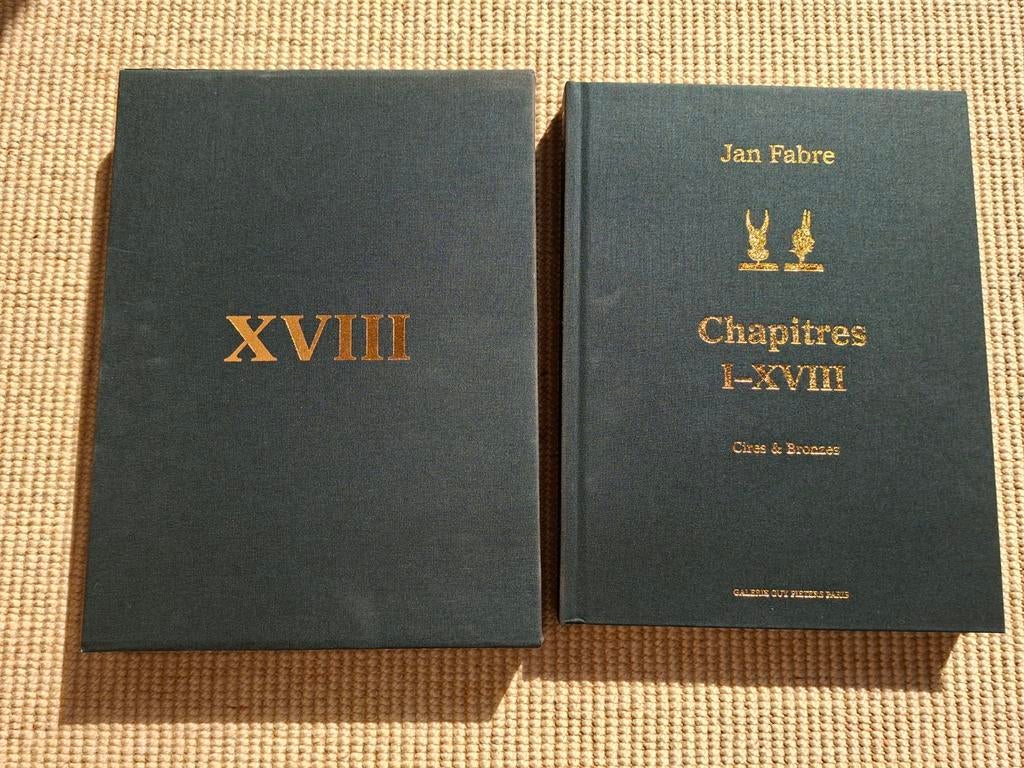 XVIII
Jan Fabre
Chapitres
I–XVIII
Cires & Bronzes
GALERIE GUY PIETERS PARIS